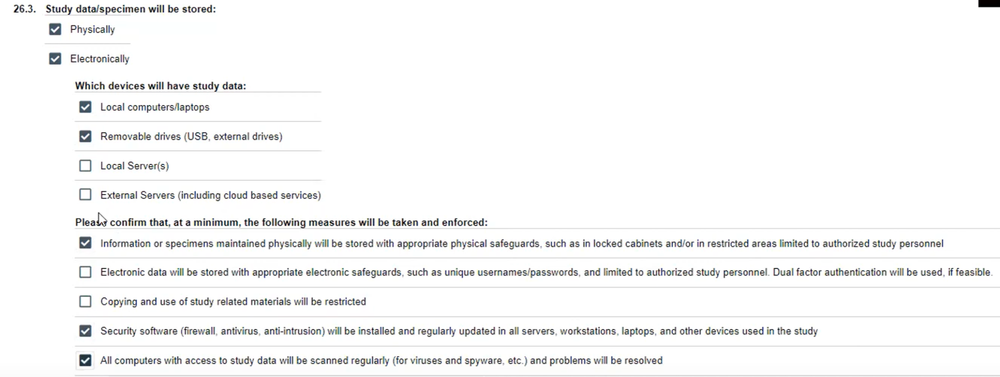 26.3. Study data/specimen will be stored:
Physically
Electronically
Which devices will have study data:
Local computers/laptops
Removable drives (USB, external drives)
Local Server(s)
External Servers (including cloud based services)
Please confirm that, at a minimum, the following measures will be taken and enforced:
Information or specimens maintained physically will be stored with appropriate physical safeguards, such as in locked cabinets and/or in restricted areas limited to authorized study personnel
Electronic data will be stored with appropriate electronic safeguards, such as unique usernames/passwords, and limited to authorized study personnel. Dual factor authentication will be used, if feasible.
Copying and use of study related materials will be restricted
Security software (firewall, antivirus, anti-intrusion) will be installed and regularly updated in all servers, workstations, laptops, and other devices used in the study
All computers with access to study data will be scanned regularly (for viruses and spyware, etc.) and problems will be resolved